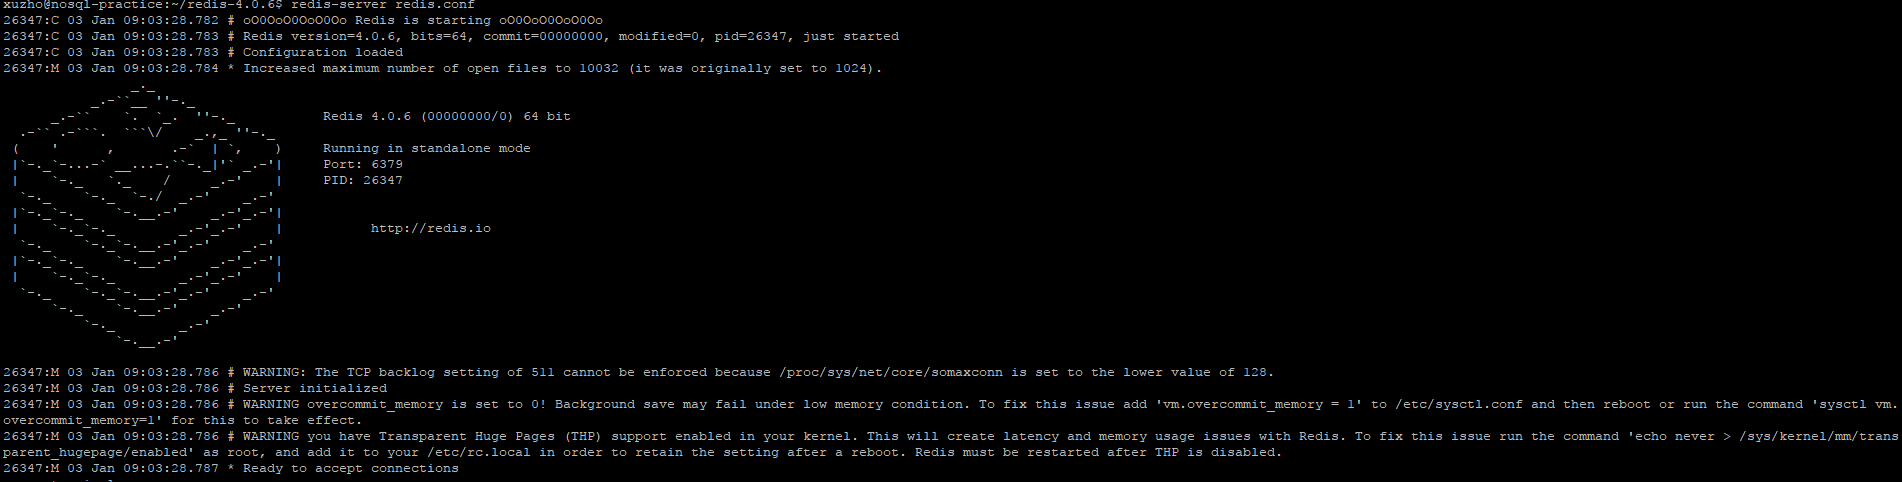 xuzho@nosql-practice:~/redis-4.0.6$ redis-server redis.conf
26347:C 03 Jan 09:03:28.782 # oO0OoO0OoO0Oo Redis is starting oO0OoO0OoO0Oo
26347:C 03 Jan 09:03:28.783 # Redis version=4.0.6, bits=64, commit=00000000, modified=0, pid=26347, just started
26347:C 03 Jan 09:03:28.783 # Configuration loaded
26347:M 03 Jan 09:03:28.784 * Increased maximum number of open files to 10032 (it was originally set to 1024).
Redis 4.0.6 (00000000/0) 64 bit
Running in standalone mode
Port: 6379
PID: 26347
http://redis.io
26347:M 03 Jan 09:03:28.786 # WARNING: The TCP backlog setting of 511 cannot be enforced because /proc/sys/net/core/somaxconn is set to the lower value of 128.
26347:M 03 Jan 09:03:28.786 # Server initialized
26347:M 03 Jan 09:03:28.786 # WARNING overcommit_memory is set to 0! Background save may fail under low memory condition. To fix this issue add 'vm.overcommit_memory = 1' to /etc/sysctl.conf and then reboot or run the command 'sysctl vm.
overcommit_memory=1' for this to take effect.
26347:M 03 Jan 09:03:28.786 # WARNING you have Transparent Huge Pages (THP) support enabled in your kernel. This will create latency and memory usage issues with Redis. To fix this issue run the command 'echo never > /sys/kernel/mm/trans
parent_hugepage/enabled' as root, and add it to your /etc/rc.local in order to retain the setting after a reboot. Redis must be restarted after THP is disabled.
26347:M 03 Jan 09:03:28.787 * Ready to accept connections